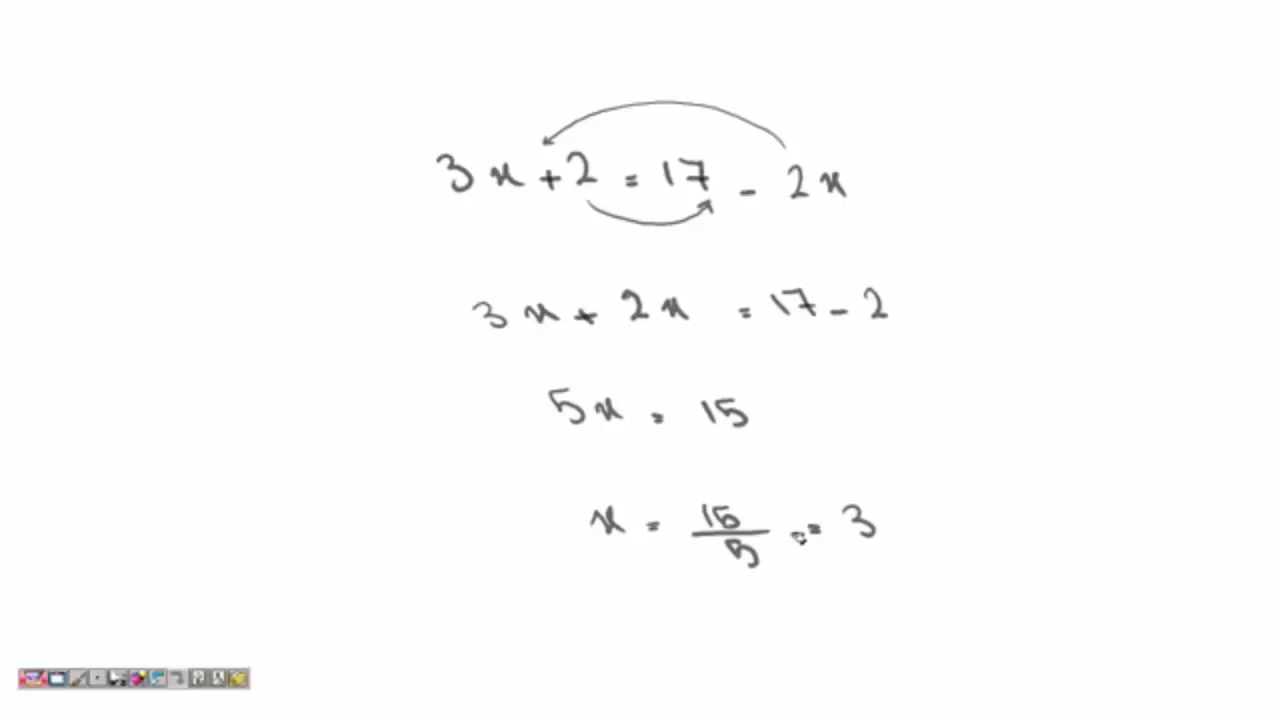 3x + 2 = 17 - 2x
3x + 2x = 17 - 2
5x = 15
x = 15/5 = 3